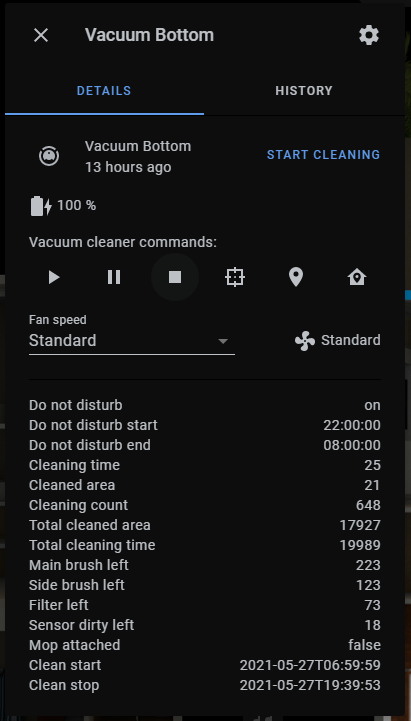 Vacuum Bottom
DETAILS HISTORY
Vacuum Bottom
13 hours ago
START CLEANING
100 %
Vacuum cleaner commands:
Fan speed
Standard
Standard
Do not disturb on
Do not disturb start 22:00:00
Do not disturb end 08:00:00
Cleaning time 25
Cleaned area 21
Cleaning count 648
Total cleaned area 17927
Total cleaning time 19989
Main brush left 223
Side brush left 123
Filter left 73
Sensor dirty left 18
Mop attached false
Clean start 2021-05-27T06:59:59
Clean stop 2021-05-27T19:39:53